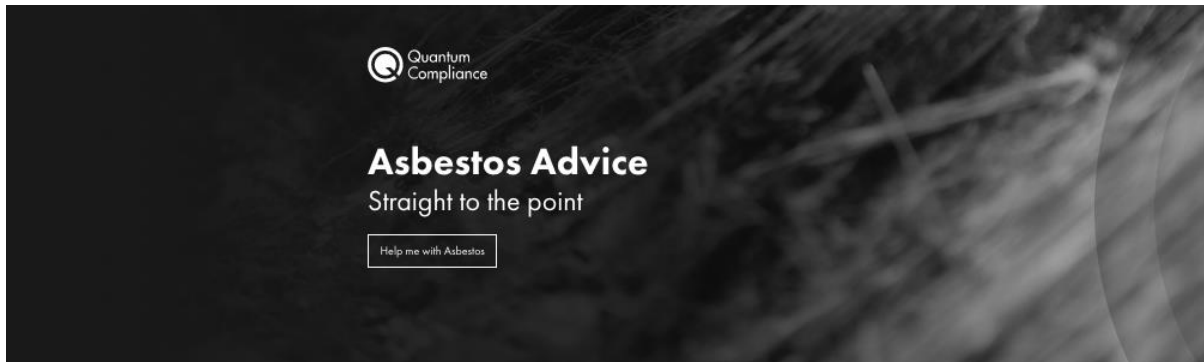 Quantum
Compliance
Asbestos Advice
Straight to the point
Help me with Asbestos